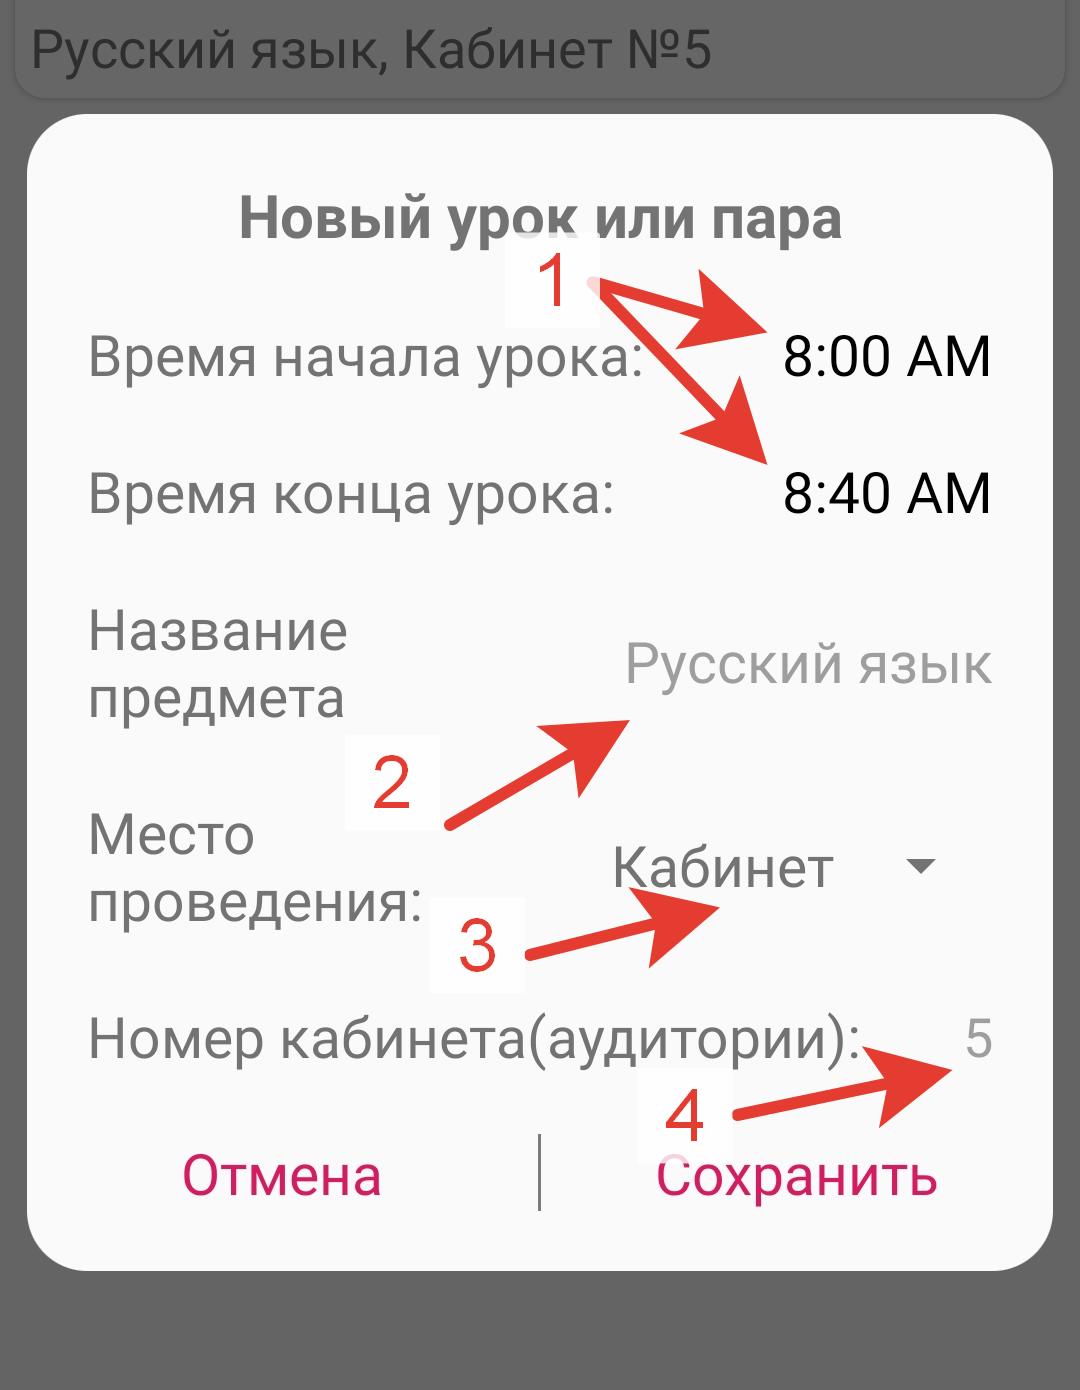 Русский язык, Кабинет №5
Новый урок или пара
1
Время начала урока: 8:00 AM
Время конца урока: 8:40 AM
Название
предмета
Русский язык
2
Место
проведения:
Кабинет
3
Номер кабинета(аудитории): 5
4
Отмена
Сохранить